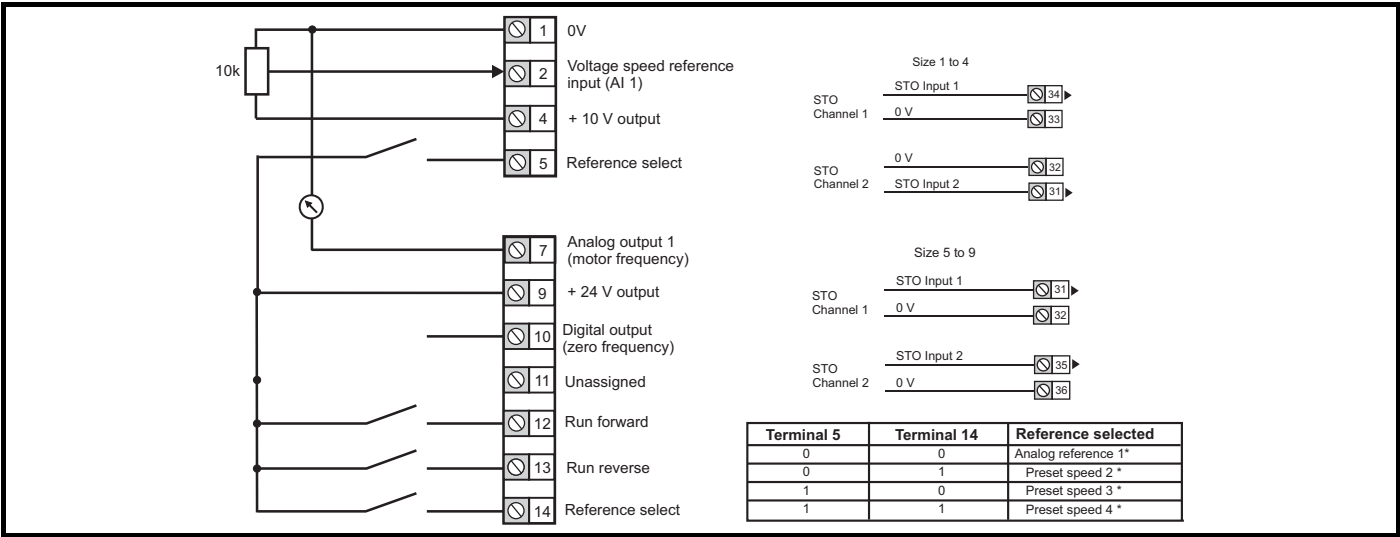 10k
1 0V
2 Voltage speed reference
input (AI 1)
4 + 10 V output
5 Reference select
7 Analog output 1
(motor frequency)
9 + 24 V output
10 Digital output
(zero frequency)
11 Unassigned
12 Run forward
13 Run reverse
14 Reference select
Size 1 to 4
STO
Channel 1
STO Input 1
34
0 V
33
STO
Channel 2
0 V
32
STO Input 2
31
Size 5 to 9
STO
Channel 1
STO Input 1
31
0 V
32
STO
Channel 2
STO Input 2
35
0 V
36
Terminal 5 Terminal 14 Reference selected
0 0 Analog reference 1*
0 1 Preset speed 2 *
1 0 Preset speed 3 *
1 1 Preset speed 4 *